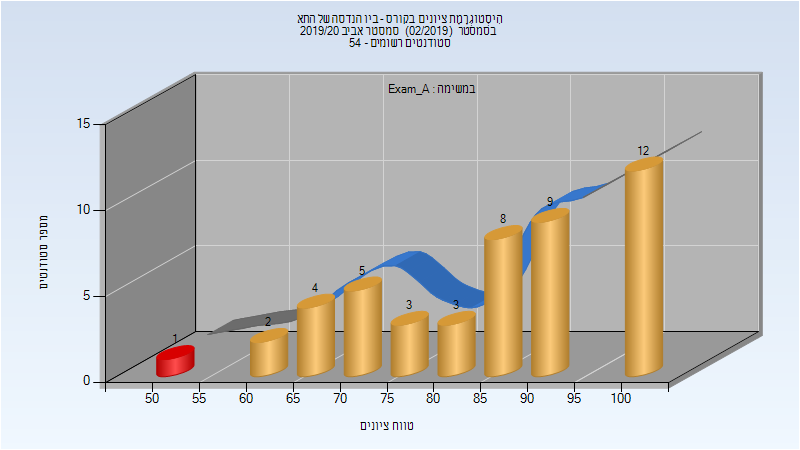 היסטוגרמת ציונים בקורס - ביו הנדסה של התא
בסמסטר (02/2019) סמסטר אביב 2019/20
סטודנטים רשומים - 54
במשימה : Exam_A
מספר סטודנטים
15
10
5
0
1
2
4
5
3
3
8
9
12
50 55 60 65 70 75 80 85 90 95 100
טווח ציונים